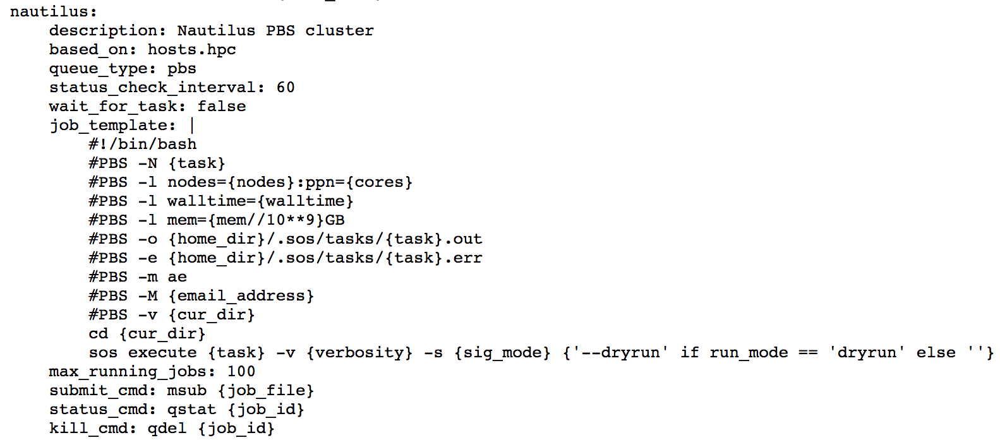 nautilus:
    description: Nautilus PBS cluster
    based_on: hosts.hpc
    queue_type: pbs
    status_check_interval: 60
    wait_for_task: false
    job_template: |
        #!/bin/bash
        #PBS -N {task}
        #PBS -l nodes={nodes}:ppn={cores}
        #PBS -l walltime={walltime}
        #PBS -l mem={mem//10**9}GB
        #PBS -o {home_dir}/.sos/tasks/{task}.out
        #PBS -e {home_dir}/.sos/tasks/{task}.err
        #PBS -m ae
        #PBS -M {email_address}
        #PBS -v {cur_dir}
        cd {cur_dir}
        sos execute {task} -v {verbosity} -s {sig_mode} {'--dryrun' if run_mode == 'dryrun' else ''}
    max_running_jobs: 100
    submit_cmd: msub {job_file}
    status_cmd: qstat {job_id}
    kill_cmd: qdel {job_id}